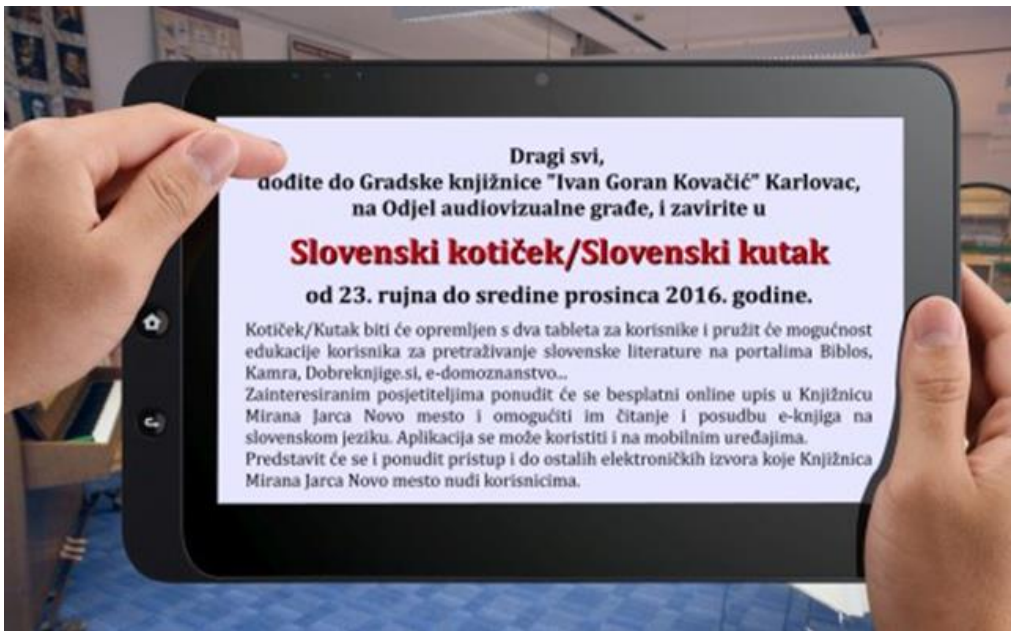 Dragi svi,
dođite do Gradske knjižnice "Ivan Goran Kovačić" Karlovac,
na Odjel audiovizualne građe, i zavirite u
Slovenski kotiček/Slovenski kutak
od 23. rujna do sredine prosinca 2016. godine.
Kotiček/Kutak biti će opremljen s dva tableta za korisnike i pružit će mogućnost
edukacije korisnika za pretraživanje slovenske literature na portalima Biblos,
Kamra, Dobreknjige.si, e-domoznanstvo...
Zainteresiranim posjetiteljima ponudit će se besplatni online upis u Knjižnicu
Mirana Jarca Novo mesto i omogućiti im čitanje i posudbu e-knjiga na
slovenskom jeziku. Aplikacija se može koristiti i na mobilnim uređajima.
Predstavit će se i ponudit pristup i do ostalih elektroničkih izvora koje Knjižnica
Mirana Jarca Novo mesto nudi korisnicima.